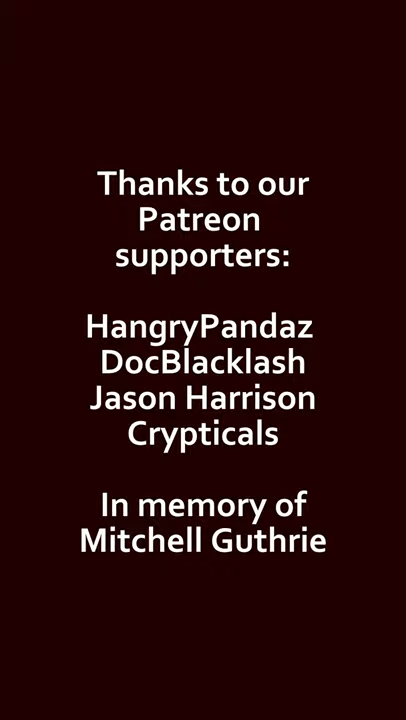 Thanks to our
Patreon
supporters:
HangryPandaz
DocBlacklash
Jason Harrison
Crypticals
In memory of
Mitchell Guthrie